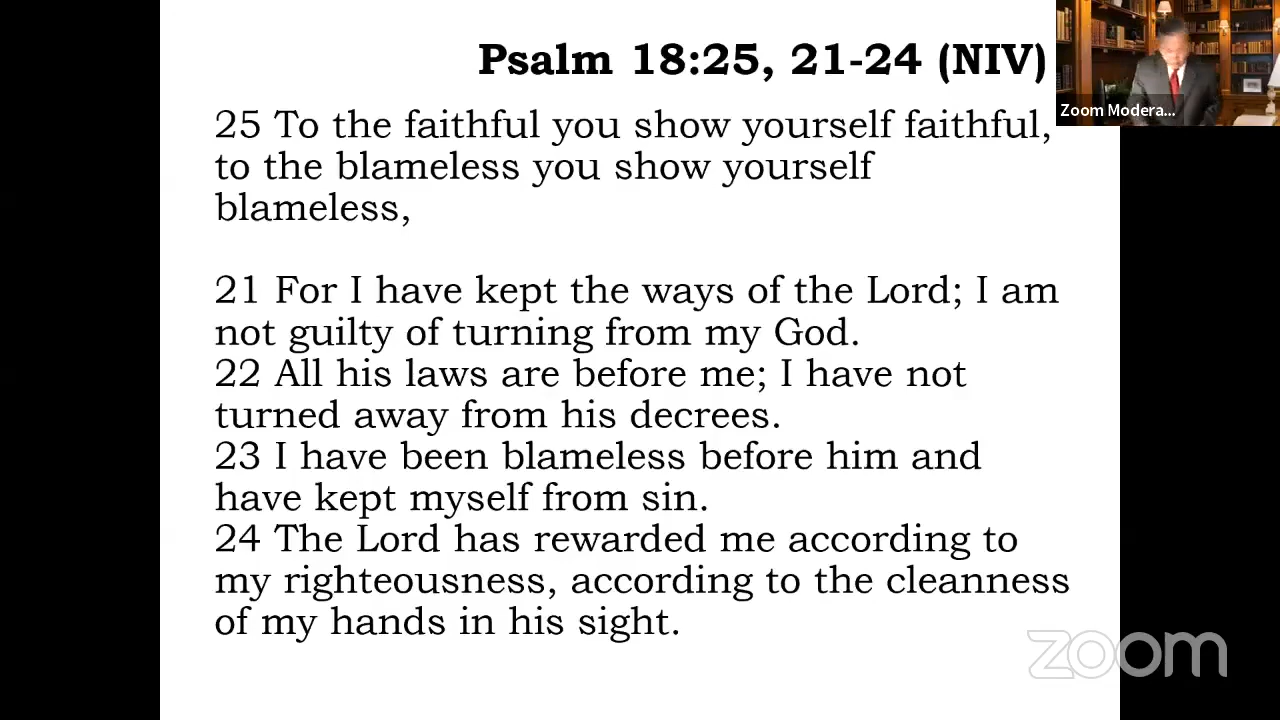 Psalm 18:25, 21-24 (NIV)
25 To the faithful you show yourself faithful,
to the blameless you show yourself
blameless,
21 For I have kept the ways of the Lord; I am
not guilty of turning from my God.
22 All his laws are before me; I have not
turned away from his decrees.
23 I have been blameless before him and
have kept myself from sin.
24 The Lord has rewarded me according to
my righteousness, according to the cleanness
of my hands in his sight.
Zoom Modera...
zoom